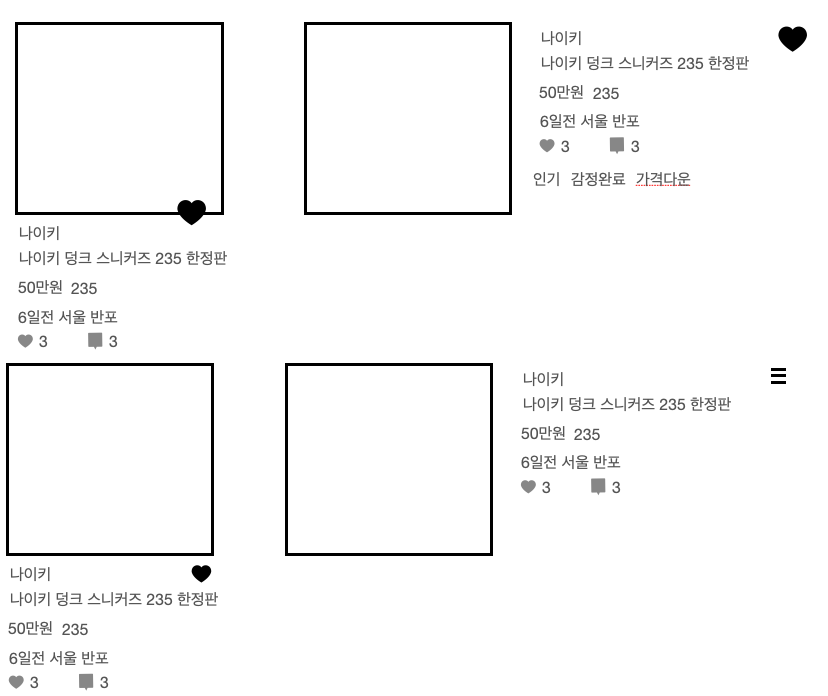 나이키
나이키 덩크 스니커즈 235 한정판
50만원 235
6일전 서울 반포
3 3
나이키
나이키 덩크 스니커즈 235 한정판
50만원 235
6일전 서울 반포
3 3
인기 감정완료 가격다운
나이키
나이키 덩크 스니커즈 235 한정판
50만원 235
6일전 서울 반포
3 3
나이키
나이키 덩크 스니커즈 235 한정판
50만원 235
6일전 서울 반포
3 3